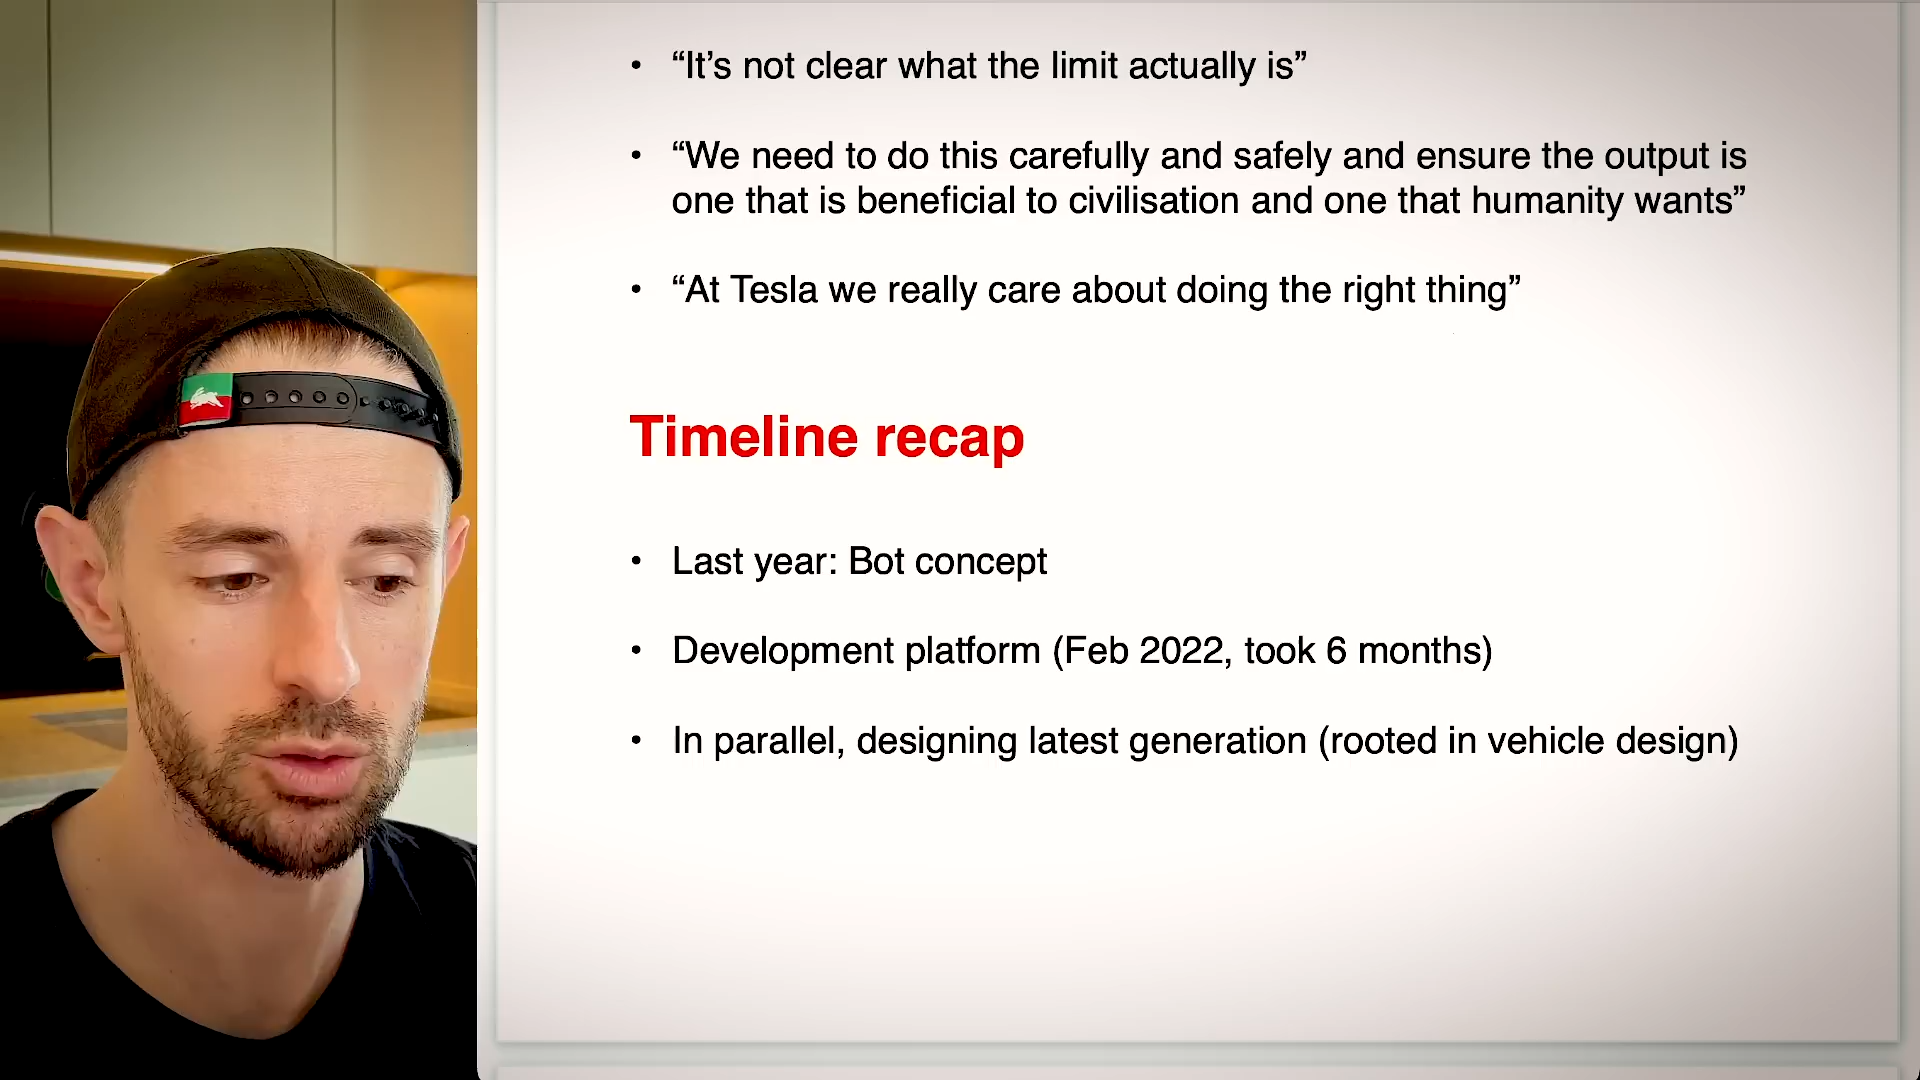 • “It’s not clear what the limit actually is”
• “We need to do this carefully and safely and ensure the output is
one that is beneficial to civilisation and one that humanity wants”
• “At Tesla we really care about doing the right thing”
Timeline recap
• Last year: Bot concept
• Development platform (Feb 2022, took 6 months)
• In parallel, designing latest generation (rooted in vehicle design)